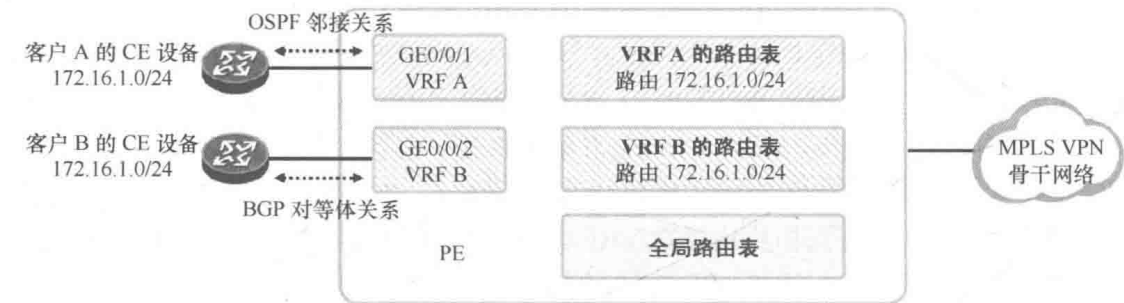 OSPF 邻接关系
客户 A 的 CE 设备
172.16.1.0/24
GE0/0/1
VRF A
VRF A 的路由表
路由 172.16.1.0/24
客户 B 的 CE 设备
172.16.1.0/24
GE0/0/2
VRF B
VRF B 的路由表
路由 172.16.1.0/24
MPLS VPN
骨干网络
BGP 对等体关系
PE
全局路由表